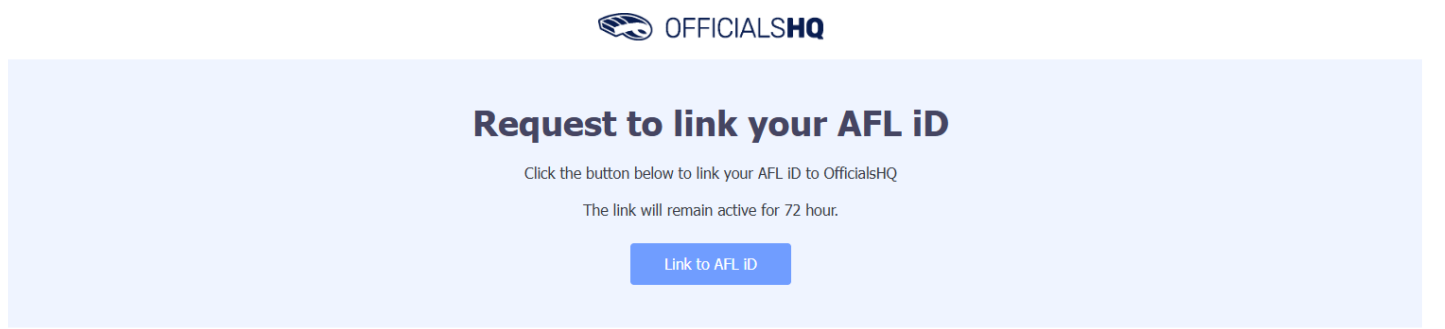 OFFICIALSHQ
Request to link your AFL iD
Click the button below to link your AFL iD to OfficialsHQ
The link will remain active for 72 hour.
Link to AFL iD